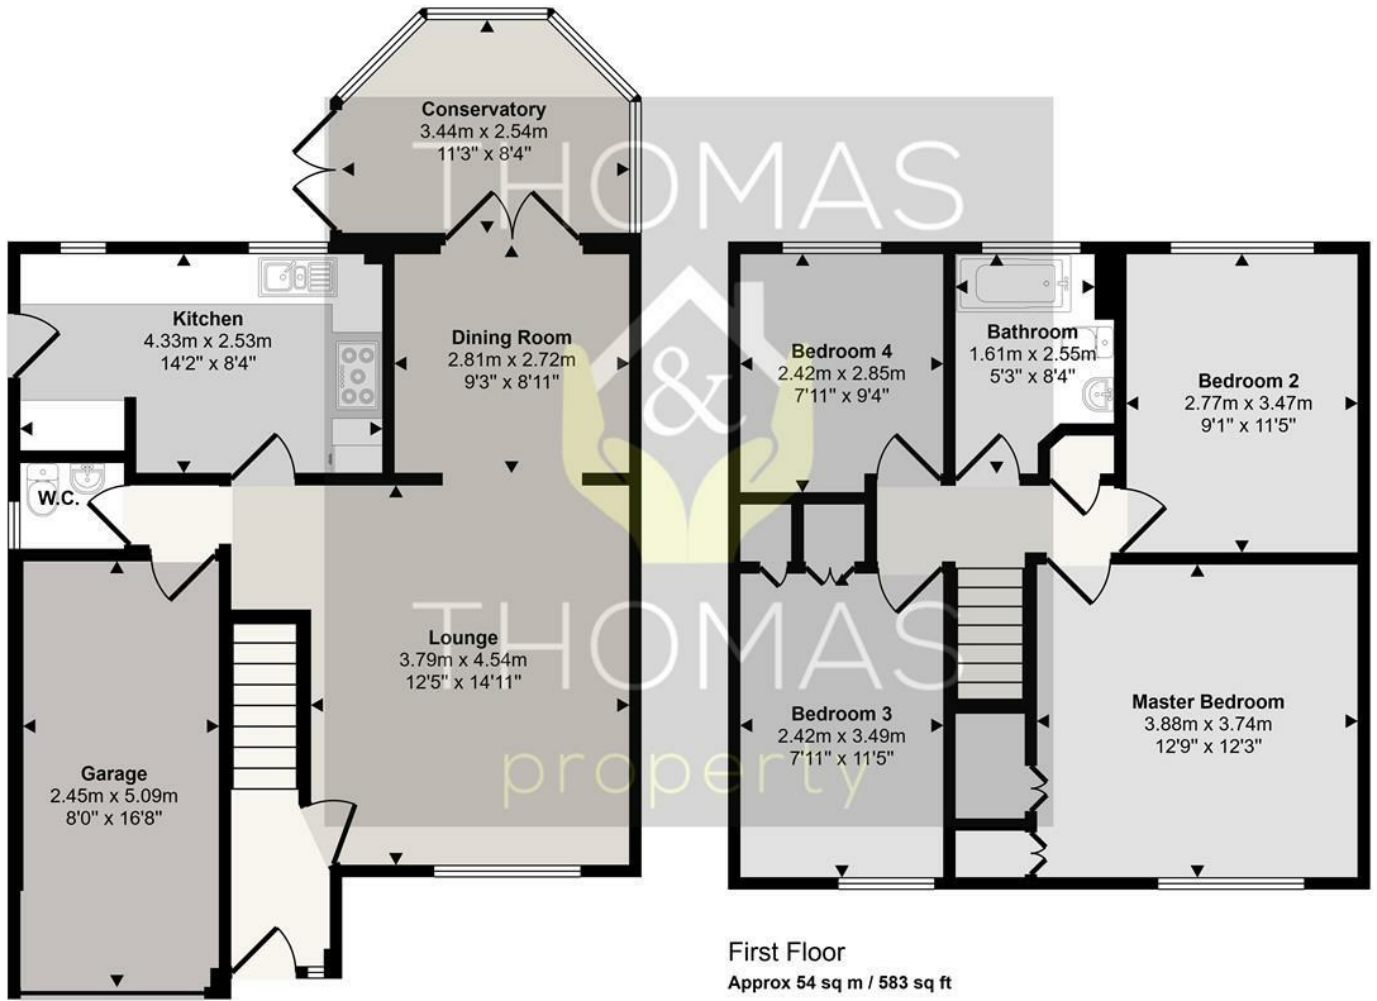 Conservatory
3.44m x 2.54m
11'3" x 8'4"
THOMAS
Kitchen
4.33m x 2.53m
14'2" x 8'4"
Dining Room
2.81m x 2.72m
9'3" x 8'11"
&
Bedroom 4
2.42m x 2.85m
7'11" x 9'4"
Bathroom
1.61m x 2.55m
5'3" x 8'4"
Bedroom 2
2.77m x 3.47m
9'1" x 11'5"
W.C.
THOMAS
Lounge
3.79m x 4.54m
12'5" x 14'11"
Bedroom 3
2.42m x 3.49m
7'11" x 11'5"
Master Bedroom
3.88m x 3.74m
12'9" x 12'3"
property
Garage
2.45m x 5.09m
8'0" x 16'8"
First Floor
Approx 54 sq m / 583 sq ft